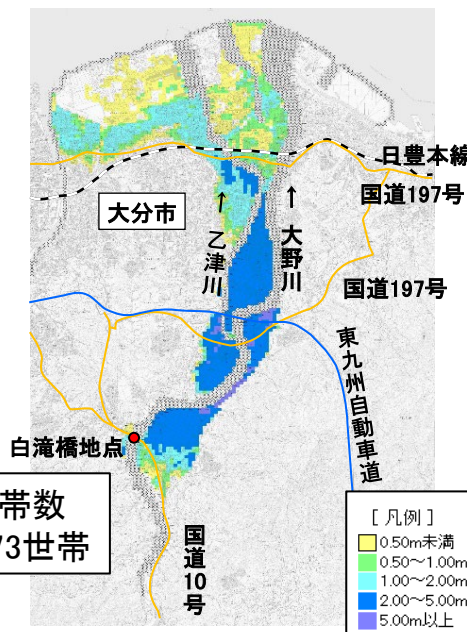 日豊本線
国道197号
大分市
↑
乙津川
↑
大野川
国道197号
東九州自動車道
白滝橋地点
帯数
73世帯
国道10号
[ 凡例 ]
0.50m未満
0.50～1.00m
1.00～2.00m
2.00～5.00m
5.00m以上